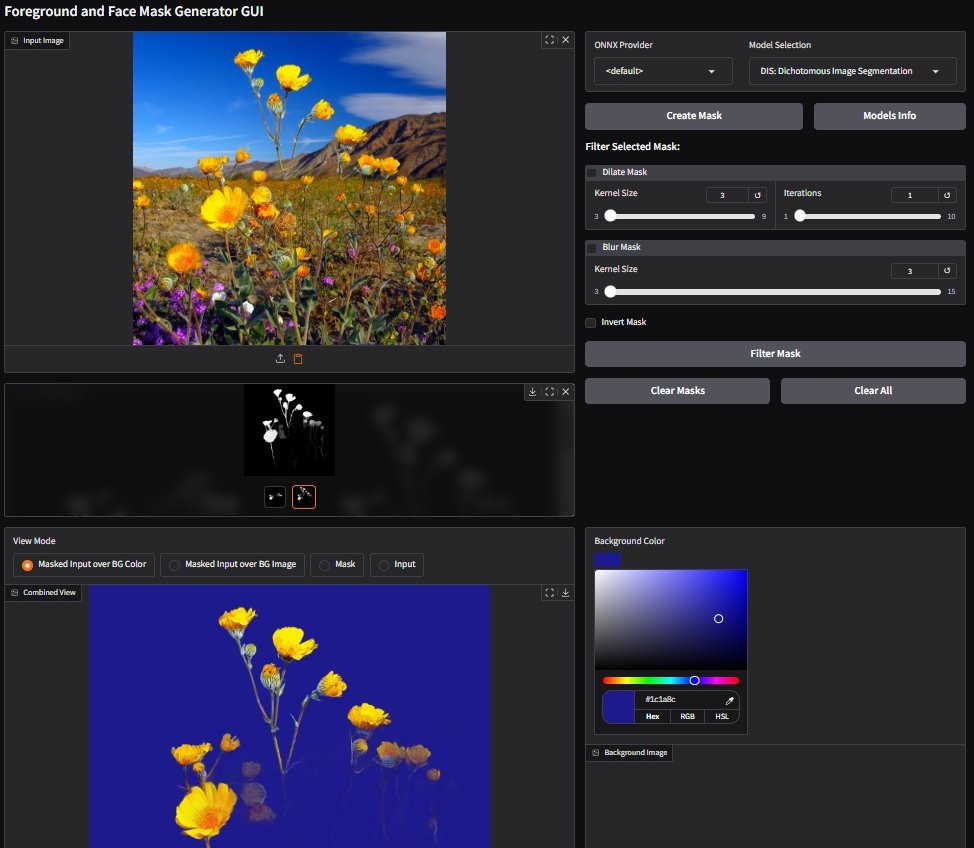 Foreground and Face Mask Generator GUI
Input Image
ONNX Provider
<default>
Model Selection
DIS: Dichotomous Image Segmentation
Create Mask
Models Info
Filter Selected Mask:
Dilate Mask
Kernel Size
3
3
9
Iterations
1
1
10
Blur Mask
Kernel Size
3
3
15
Invert Mask
Filter Mask
Clear Masks
Clear All
View Mode
Masked Input over BG Color
Masked Input over BG Image
Mask
Input
Combined View
Background Color
#1c1a8c
Hex
RGB
HSL
Background Image